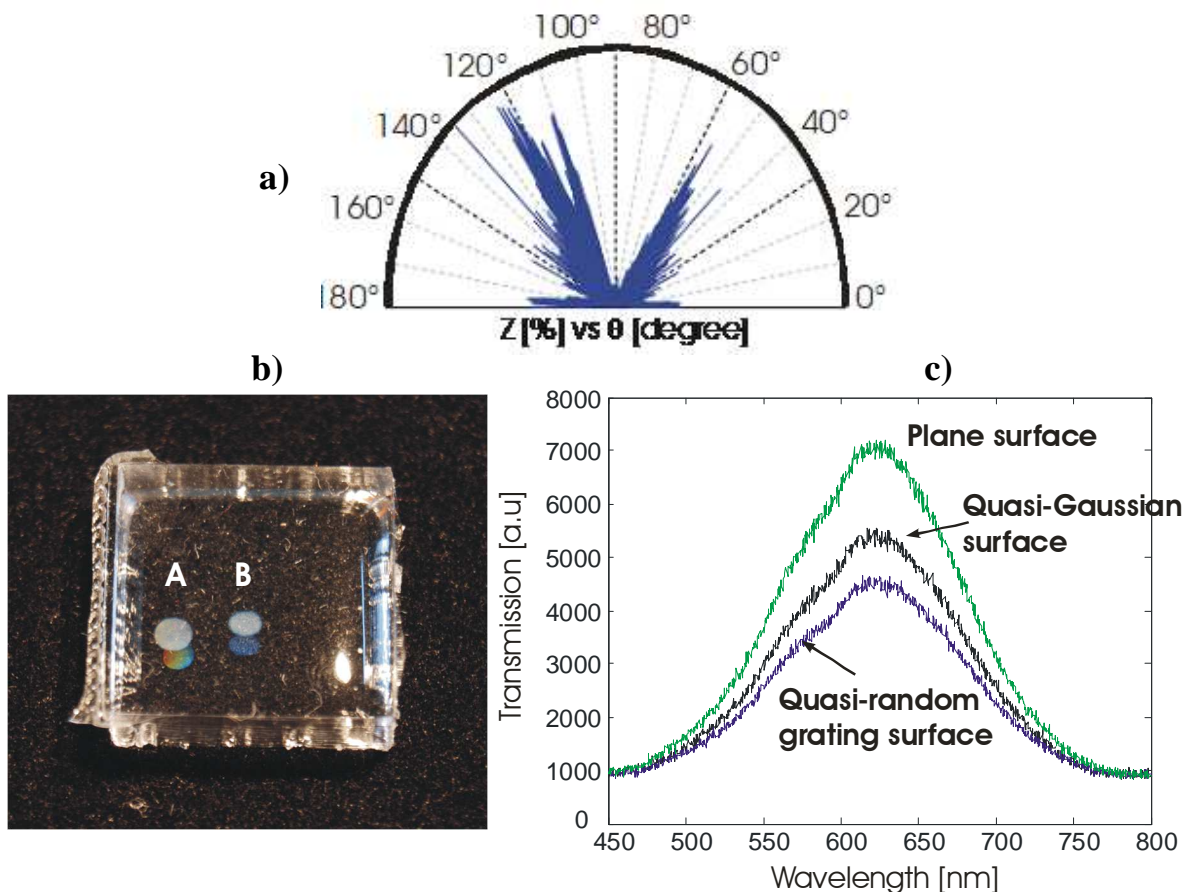 100°
80°
120°
60°
140°
40°
a)
160°
20°
180°
0°
Z [%] vs θ [degree]
b)
c)
A
B
8000
7000
6000
5000
4000
3000
2000
1000
0
Transmission [a.u]
Plane surface
Quasi-Gaussian
surface
Quasi-random
grating surface
450
500
550
600
650
700
750
800
Wavelength [nm]